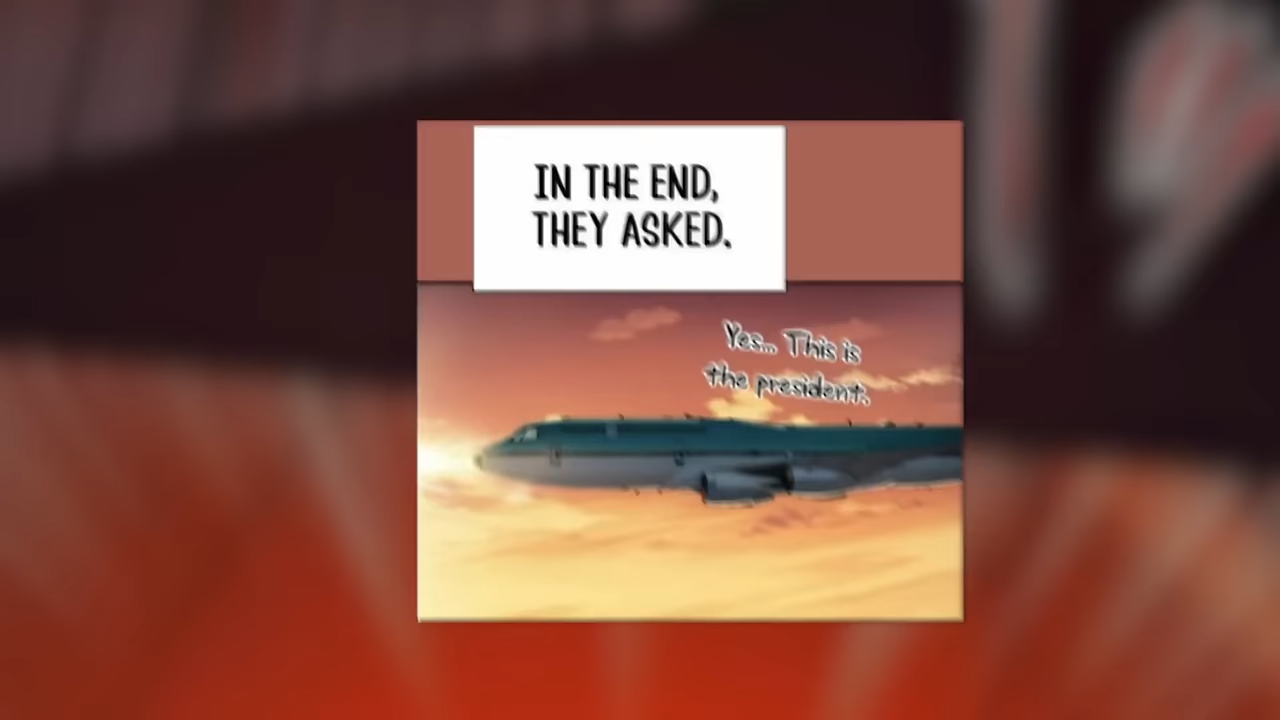 IN THE END,
THEY ASKED.
Yes... This is
the president.